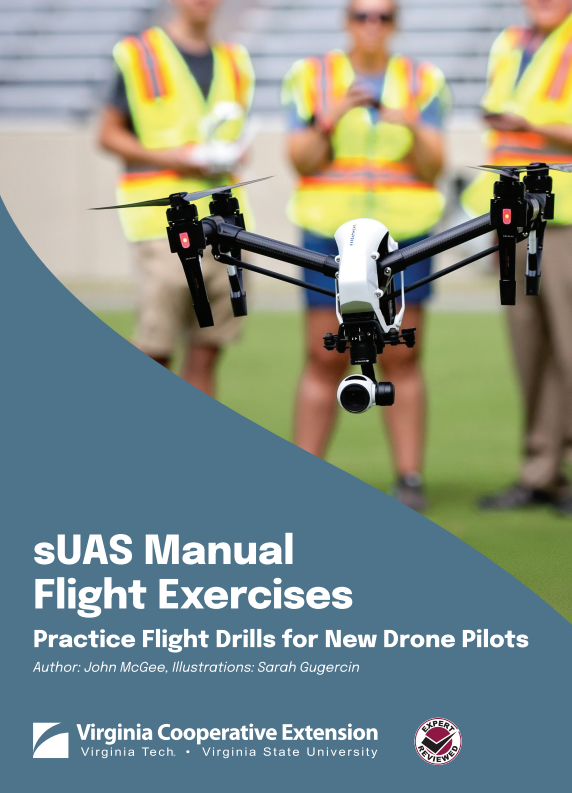 sUAS Manual
Flight Exercises
Practice Flight Drills for New Drone Pilots
Author: John McGee, Illustrations: Sarah Gugercin
Virginia Cooperative Extension
Virginia Tech. • Virginia State University
EXPERT
REVIEWED